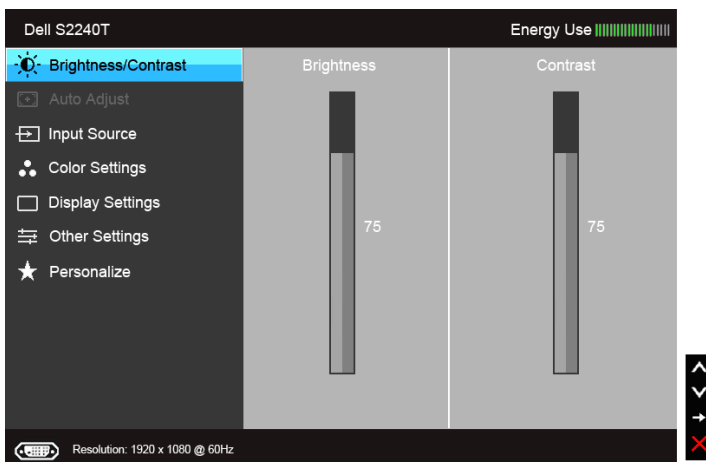 Dell S2240T
Energy Use
Brightness/Contrast
Brightness
Contrast
Auto Adjust
Input Source
Color Settings
Display Settings
75
75
Other Settings
Personalize
Resolution: 1920 x 1080 @ 60Hz